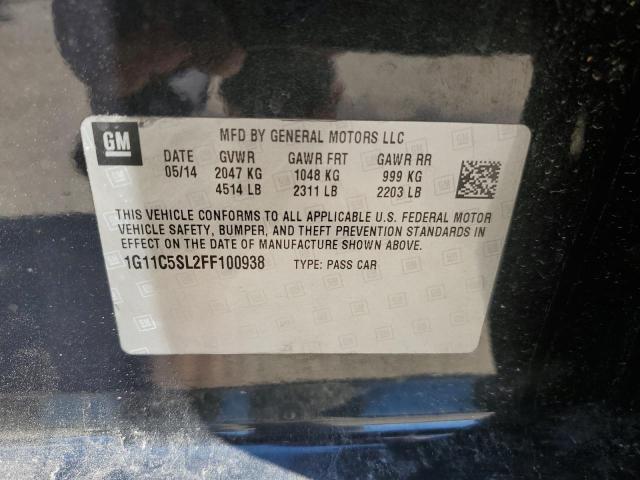 GM
MFD BY GENERAL MOTORS LLC
DATE GVWR GAWR FRT GAWR RR
05/14 2047 KG 1048 KG 999 KG
4514 LB 2311 LB 2203 LB
THIS VEHICLE CONFORMS TO ALL APPLICABLE U.S. FEDERAL MOTOR
VEHICLE SAFETY, BUMPER, AND THEFT PREVENTION STANDARDS IN
EFFECT ON THE DATE OF MANUFACTURE SHOWN ABOVE.
1G11C5SL2FF100938 TYPE: PASS CAR